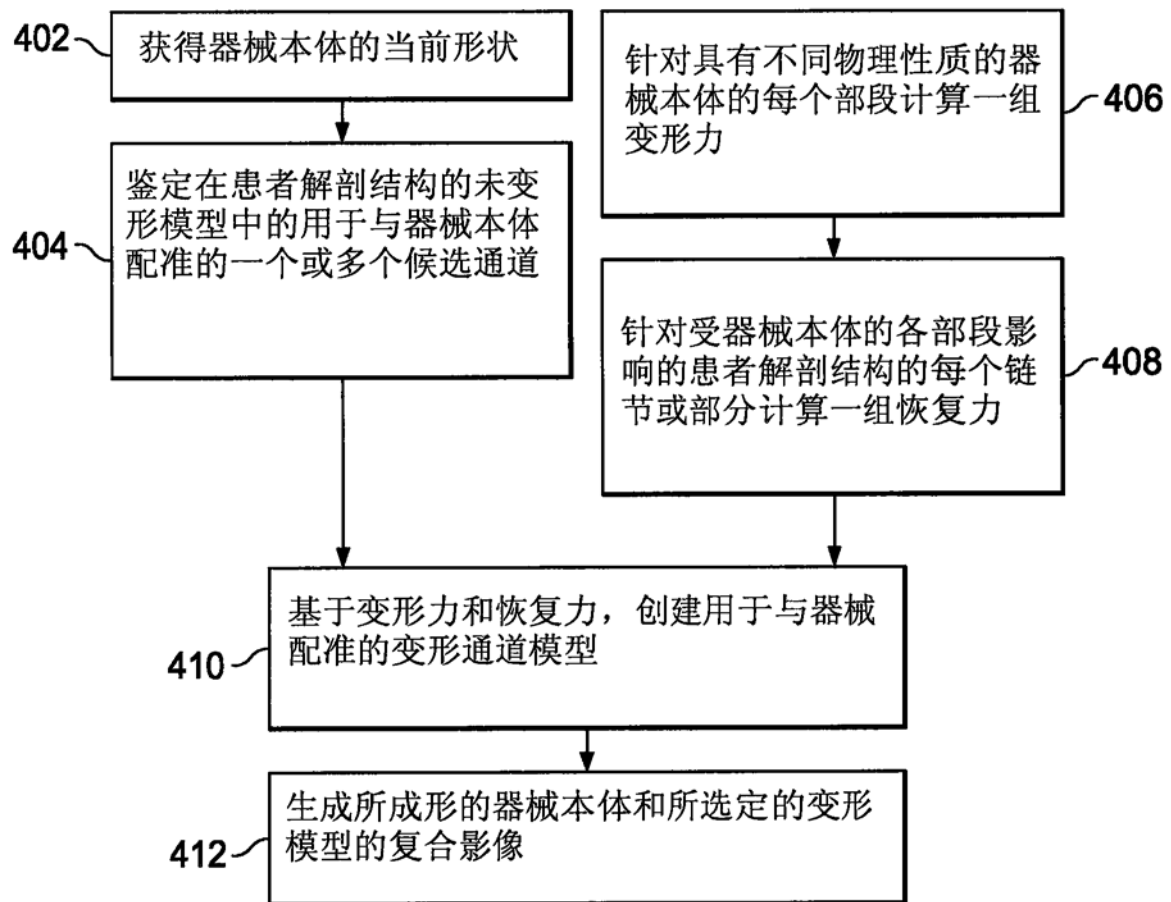 402
获得器械本体的当前形状
404
鉴定在患者解剖结构的未变
形模型中的用于与器械本体
配准的一个或多个候选通道
针对具有不同物理性质的器
械本体的每个部段计算一组
变形力
406
针对受器械本体的各部段影
响的患者解剖结构的每个链
节或部分计算一组恢复力
408
410
基于变形力和恢复力，创建用于与器械
配准的变形通道模型
412
生成所成形的器械本体和所选定的变形
模型的复合影像